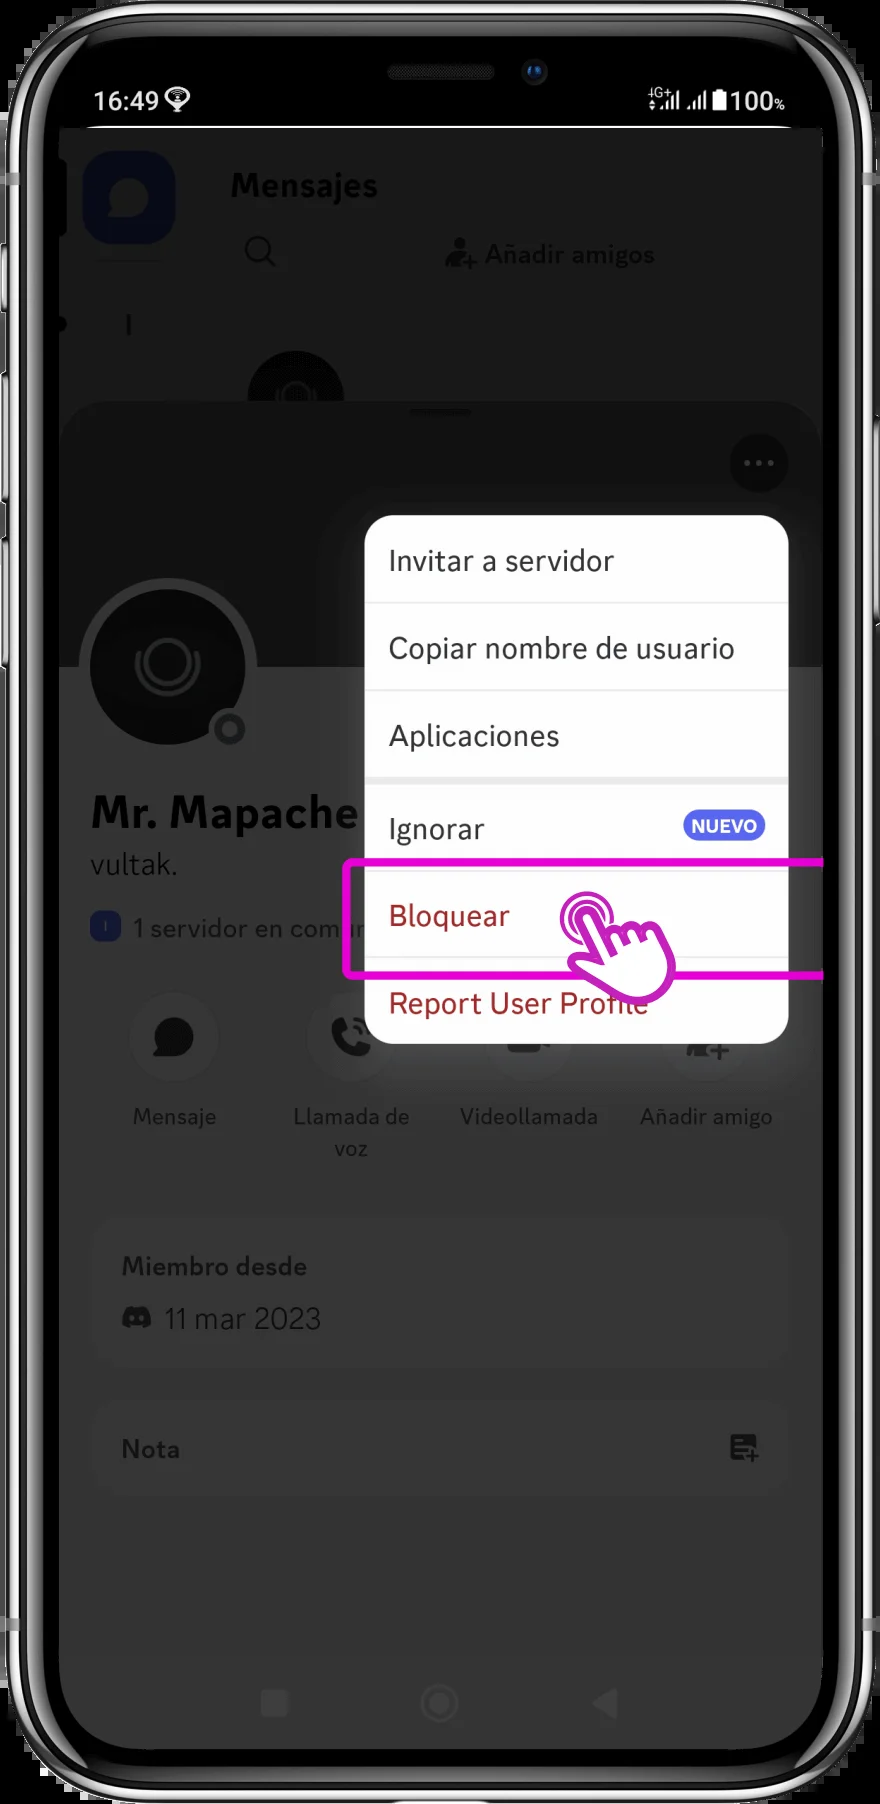 16:49
4G+ 100%
Mensajes
Añadir amigos
Invitar a servidor
Copiar nombre de usuario
Aplicaciones
Mr. Mapache
Ignorar
NUEVO
vultak.
Bloquear
1 servidor en comun
Report User Profile
Mensaje
Llamada de
voz
Videollamada
Añadir amigo
Miembro desde
11 mar 2023
Nota